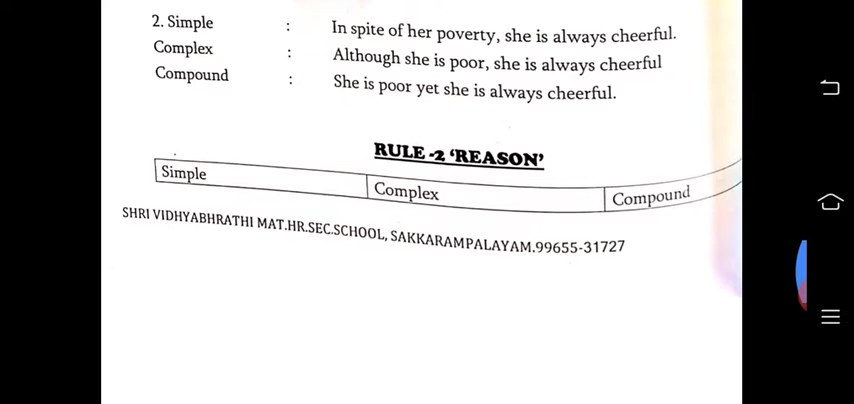 2. Simple : In spite of her poverty, she is always cheerful.
Complex : Although she is poor, she is always cheerful
Compound : She is poor yet she is always cheerful.
RULE -2 ‘REASON’
Simple Complex Compound
SHRI VIDHYABHRATHI MAT.HR.SEC.SCHOOL, SAKKARAMPALAYAM.99655-31727